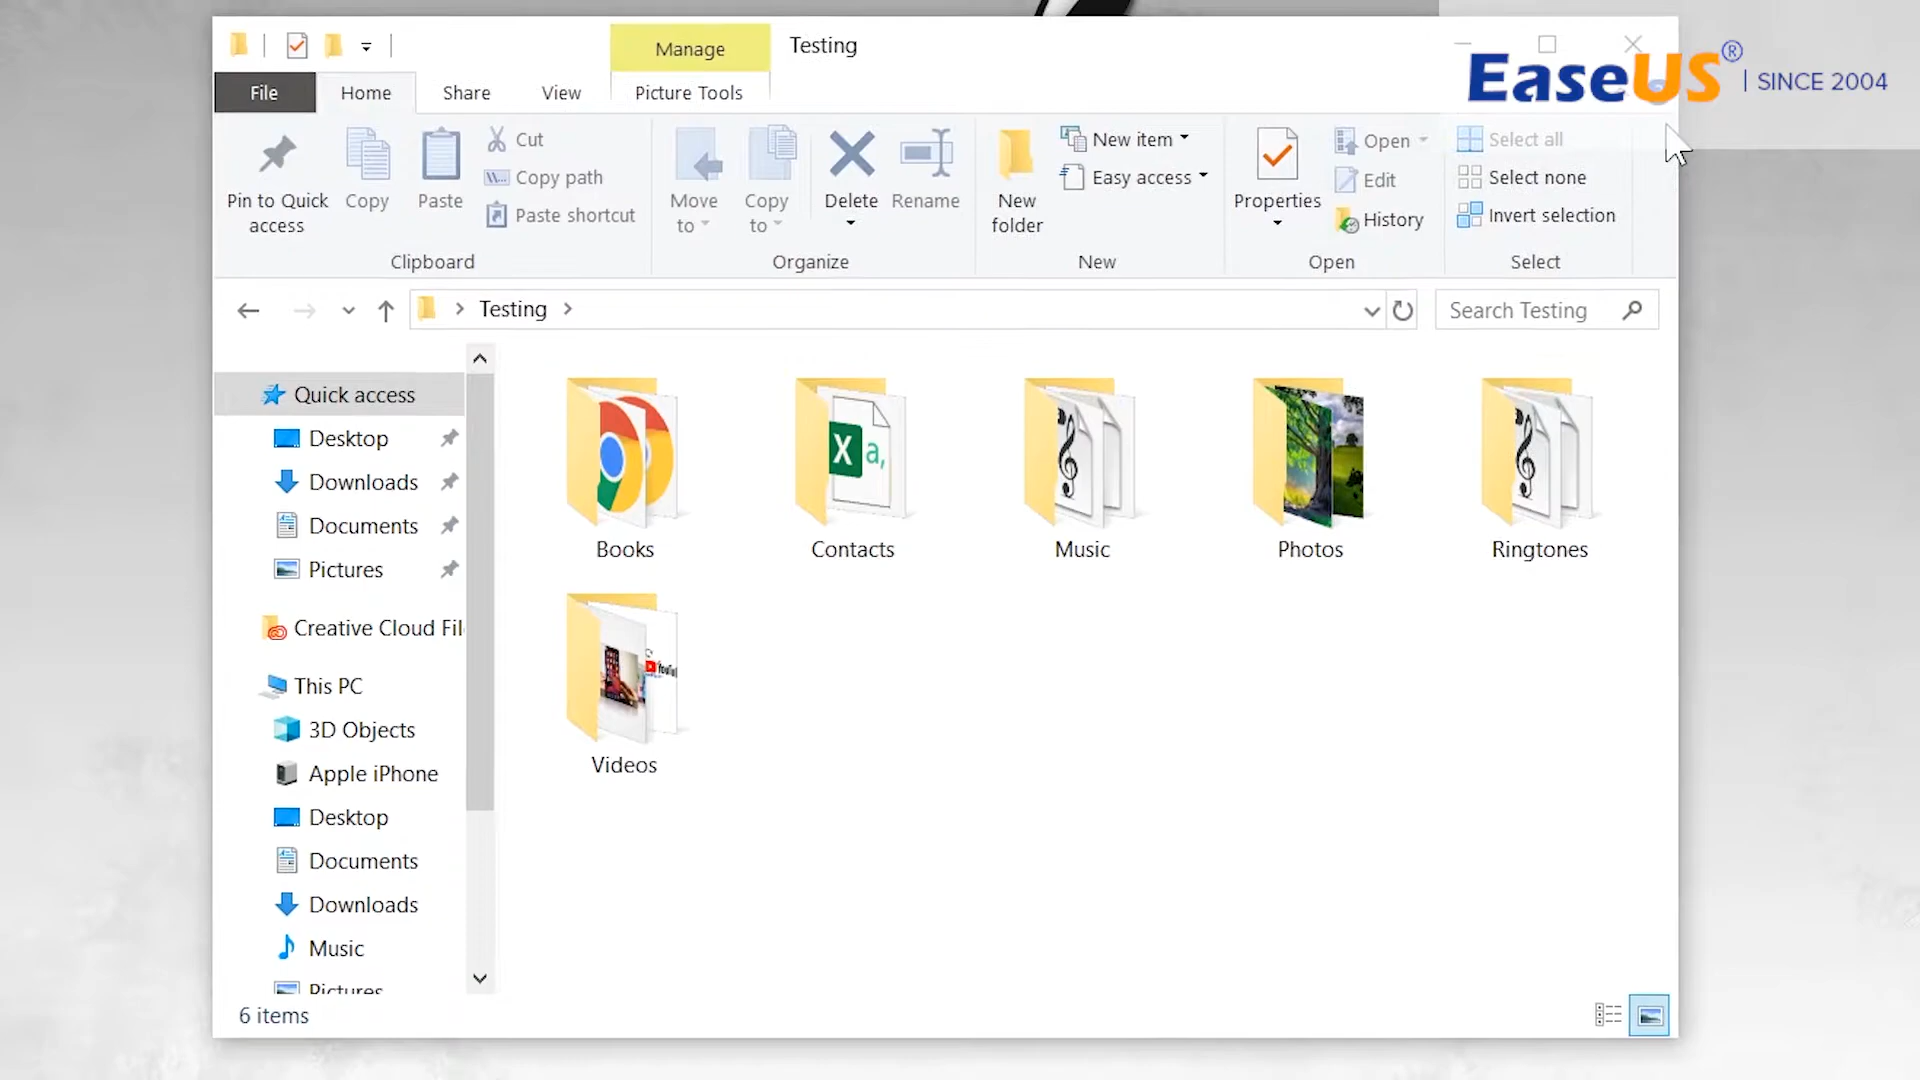 Manage
Testing
EaseUS® | SINCE 2004
File
Home
Share
View
Picture Tools
Pin to Quick access
Copy
Paste
Cut
Copy path
Paste shortcut
Move to
Copy to
Delete
Rename
New folder
New item
Easy access
Properties
Open
Edit
History
Select all
Select none
Invert selection
Clipboard
Organize
New
Open
Select
Testing
Search Testing
Quick access
Desktop
Downloads
Documents
Pictures
Creative Cloud Fil
This PC
3D Objects
Apple iPhone
Desktop
Documents
Downloads
Music
Pictures
Books
Contacts
Music
Photos
Ringtones
Videos
6 items